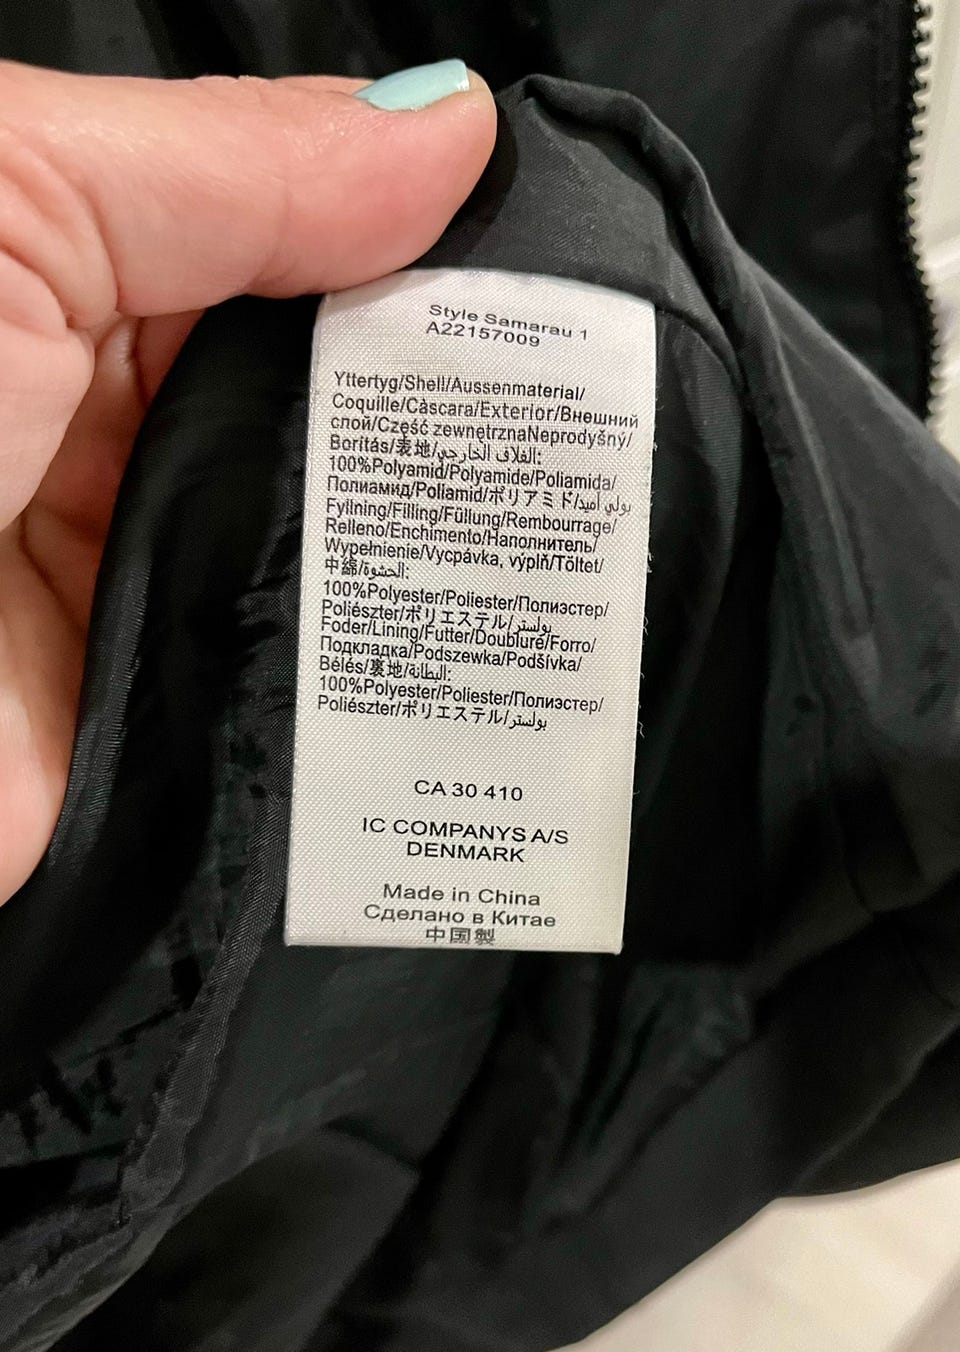 Style Samarau 1
A22157009
Yttertyg/Shell/Aussenmaterial/
Coquille/Càscara/Exterior/Внешний
слой/Część zewnętrznaNeprodyšný/
Borítás/表地/الغلاف الخارجي:
100%Polyamid/Polyamide/Poliamida/
Полиамид/Poliamid/ポリアミド/بولي أميد
Fyllning/Filling/Füllung/Rembourrage/
Relleno/Enchimento/Наполнитель/
Wypełnienie/Vycpávka, výplň/Töltet/
中綿/الحشوة:
100%Polyester/Poliester/Полиэстер/
Poliészter/ポリエステル/بولستر
Foder/Lining/Futter/Doublure/Forro/
Подкладка/Podszewka/Podšívka/
Bélés/裏地/البطانة:
100%Polyester/Poliester/Полиэстер/
Poliészter/ポリエステル/بولستر
CA 30 410
IC COMPANYS A/S
DENMARK
Made in China
Сделано в Китае
中国製